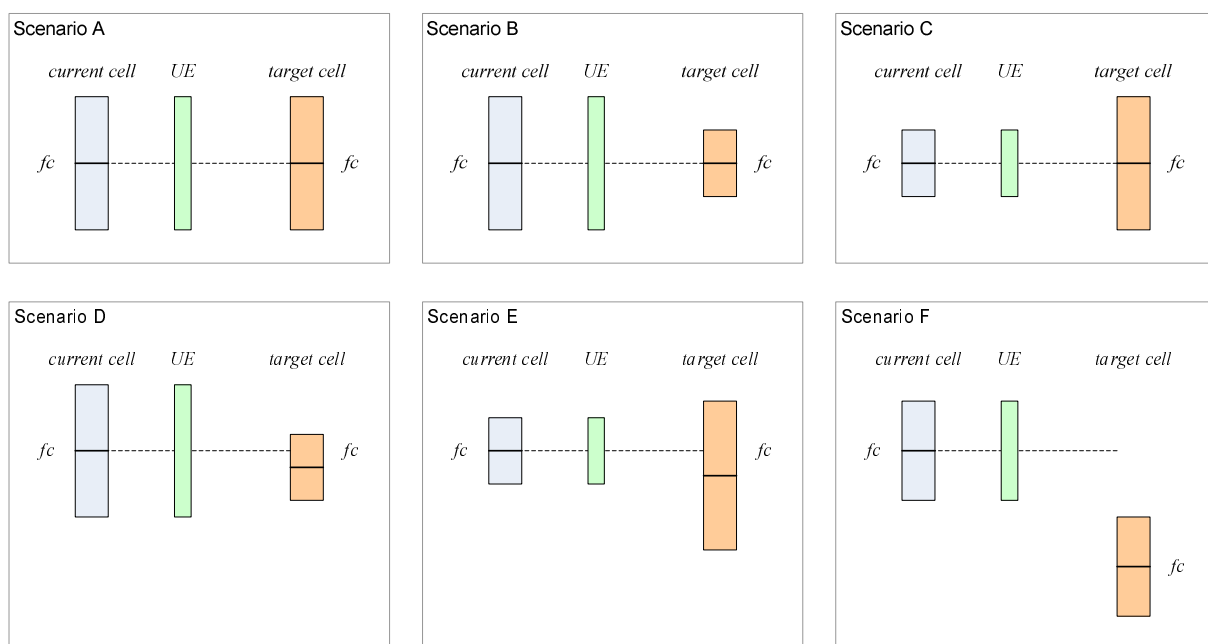 Scenario A
current cell UE target cell
fc fc
Scenario B
current cell UE target cell
fc fc
Scenario C
current cell UE target cell
fc fc
Scenario D
current cell UE target cell
fc fc
Scenario E
current cell UE target cell
fc fc
Scenario F
current cell UE target cell
fc
fc